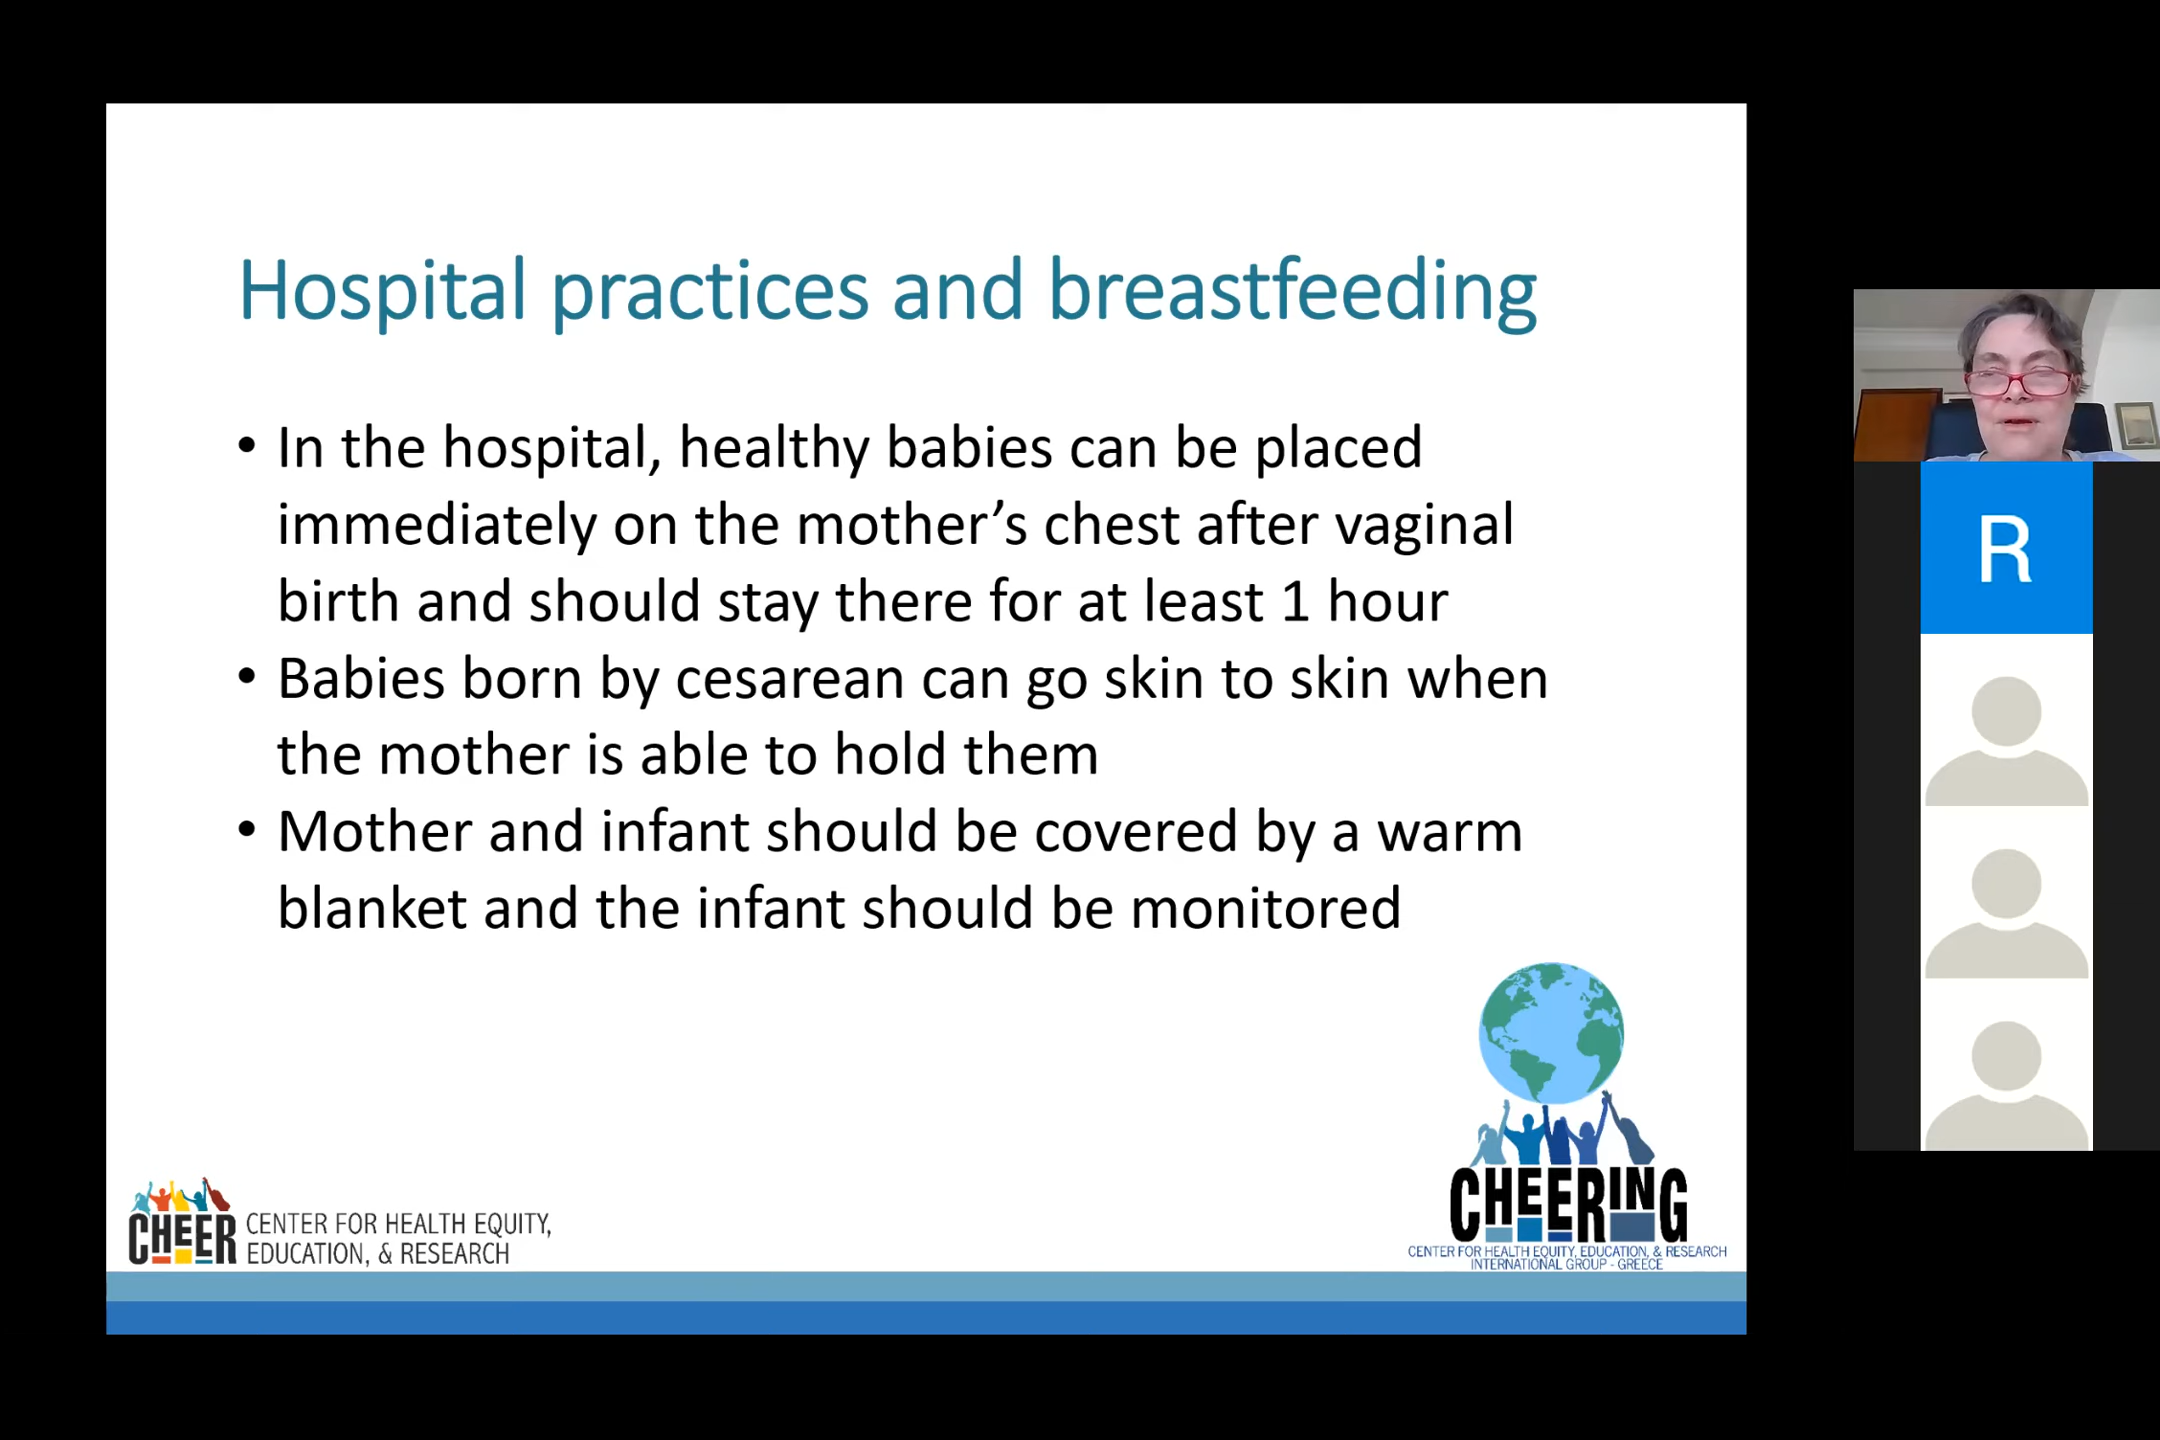 Hospital practices and breastfeeding
• In the hospital, healthy babies can be placed
immediately on the mother’s chest after vaginal
birth and should stay there for at least 1 hour
• Babies born by cesarean can go skin to skin when
the mother is able to hold them
• Mother and infant should be covered by a warm
blanket and the infant should be monitored
CHEER
CENTER FOR HEALTH EQUITY,
EDUCATION, & RESEARCH
CHEERING
CENTER FOR HEALTH EQUITY, EDUCATION, & RESEARCH
INTERNATIONAL GROUP - GREECE
R